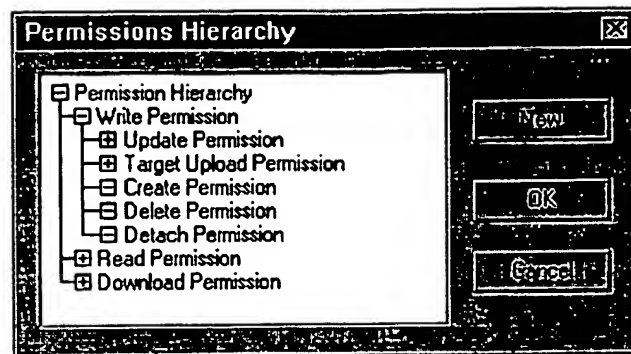 Permissions Hierarchy
Permission Hierarchy
Write Permission
Update Permission
Target Upload Permission
Create Permission
Delete Permission
Detach Permission
Read Permission
Download Permission
New
OK
Cancel